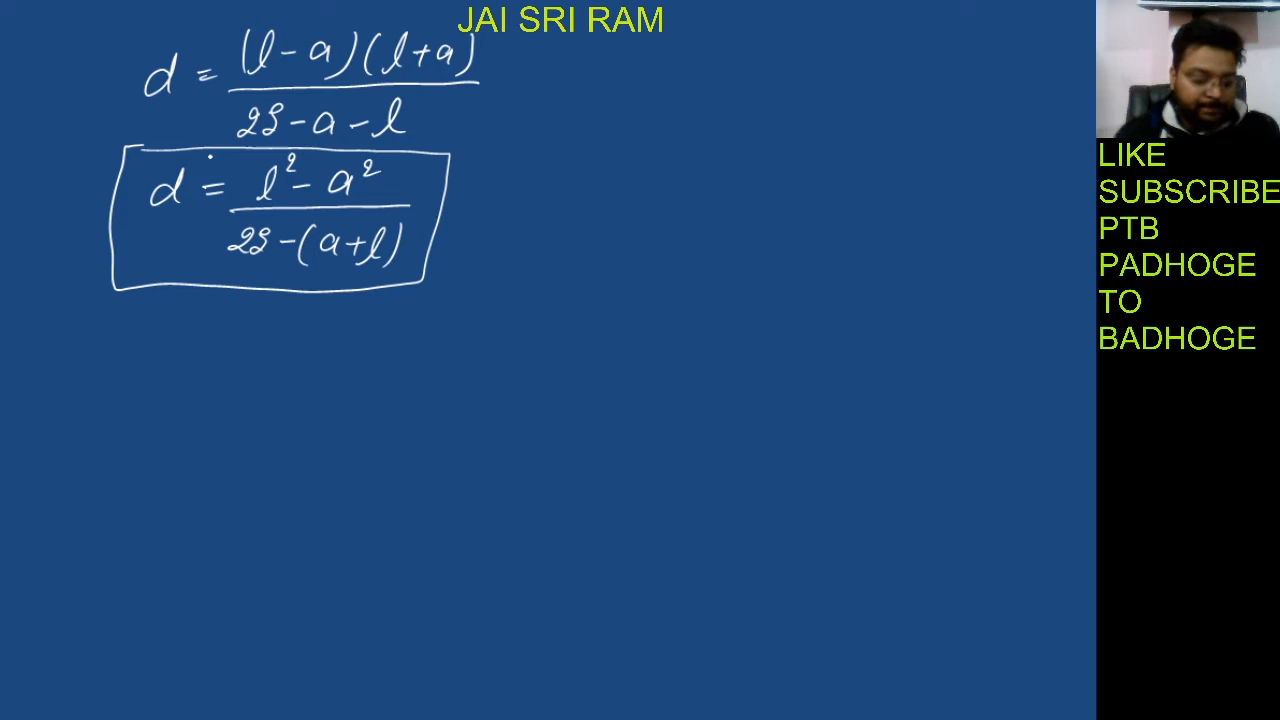 JAI SRI RAM
d = (l - a)(l + a) / 2S - a - l
d = l² - a² / 2S - (a + l)
LIKE
SUBSCRIBE
PTB
PADHOGE
TO
BADHOGE